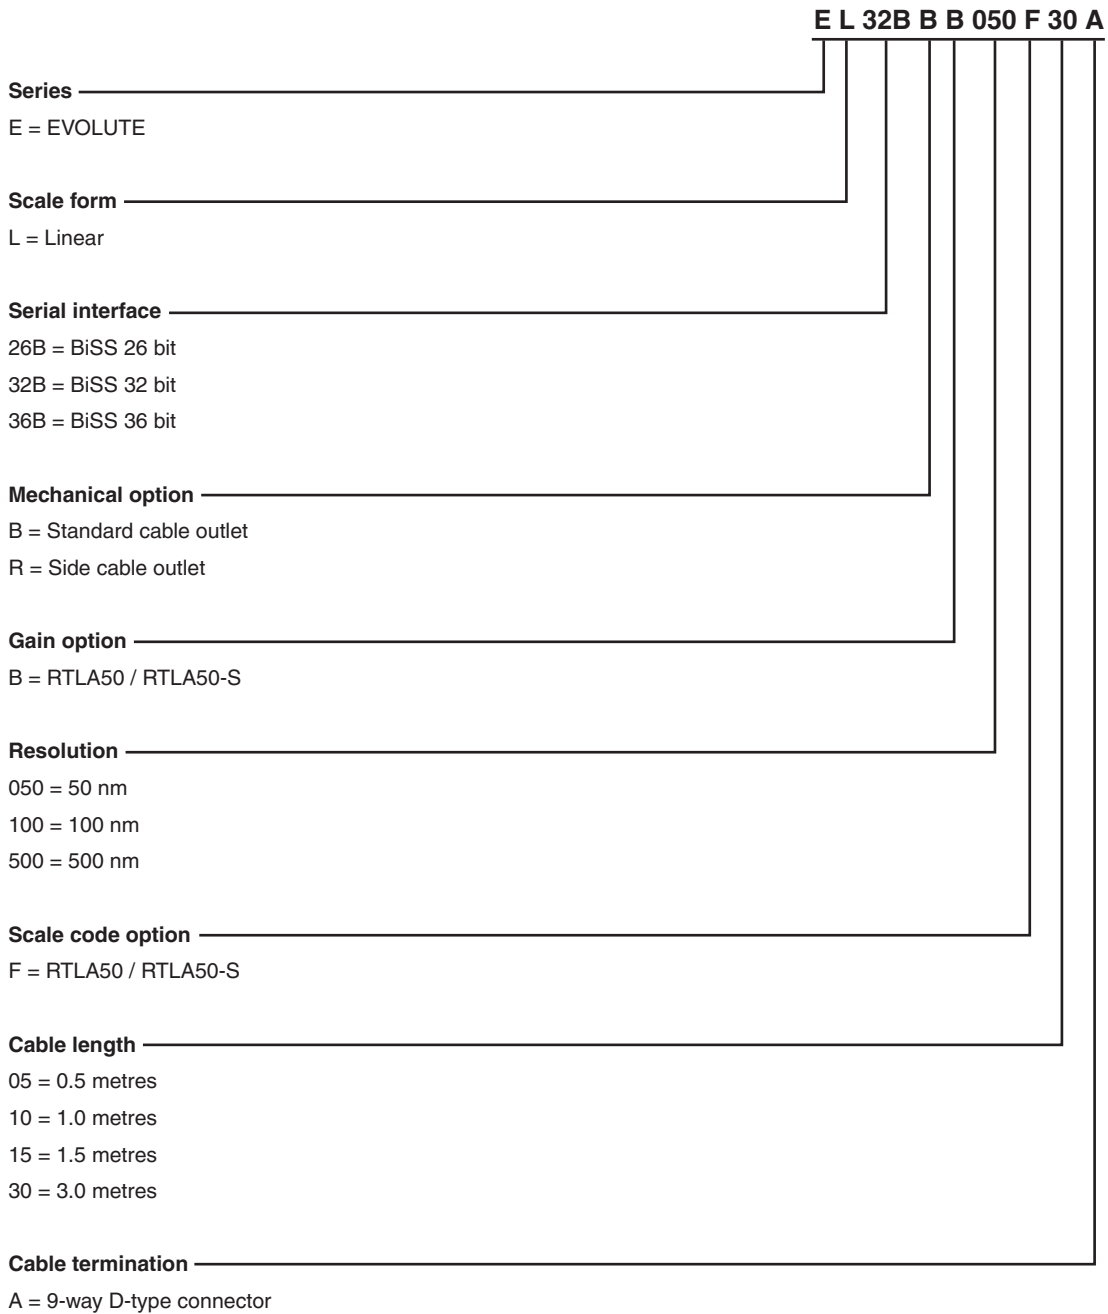 E L 32B B B 050 F 30 A
Series
E = EVOLUTE
Scale form
L = Linear
Serial interface
26B = BiSS 26 bit
32B = BiSS 32 bit
36B = BiSS 36 bit
Mechanical option
B = Standard cable outlet
R = Side cable outlet
Gain option
B = RTLA50 / RTLA50-S
Resolution
050 = 50 nm
100 = 100 nm
500 = 500 nm
Scale code option
F = RTLA50 / RTLA50-S
Cable length
05 = 0.5 metres
10 = 1.0 metres
15 = 1.5 metres
30 = 3.0 metres
Cable termination
A = 9-way D-type connector